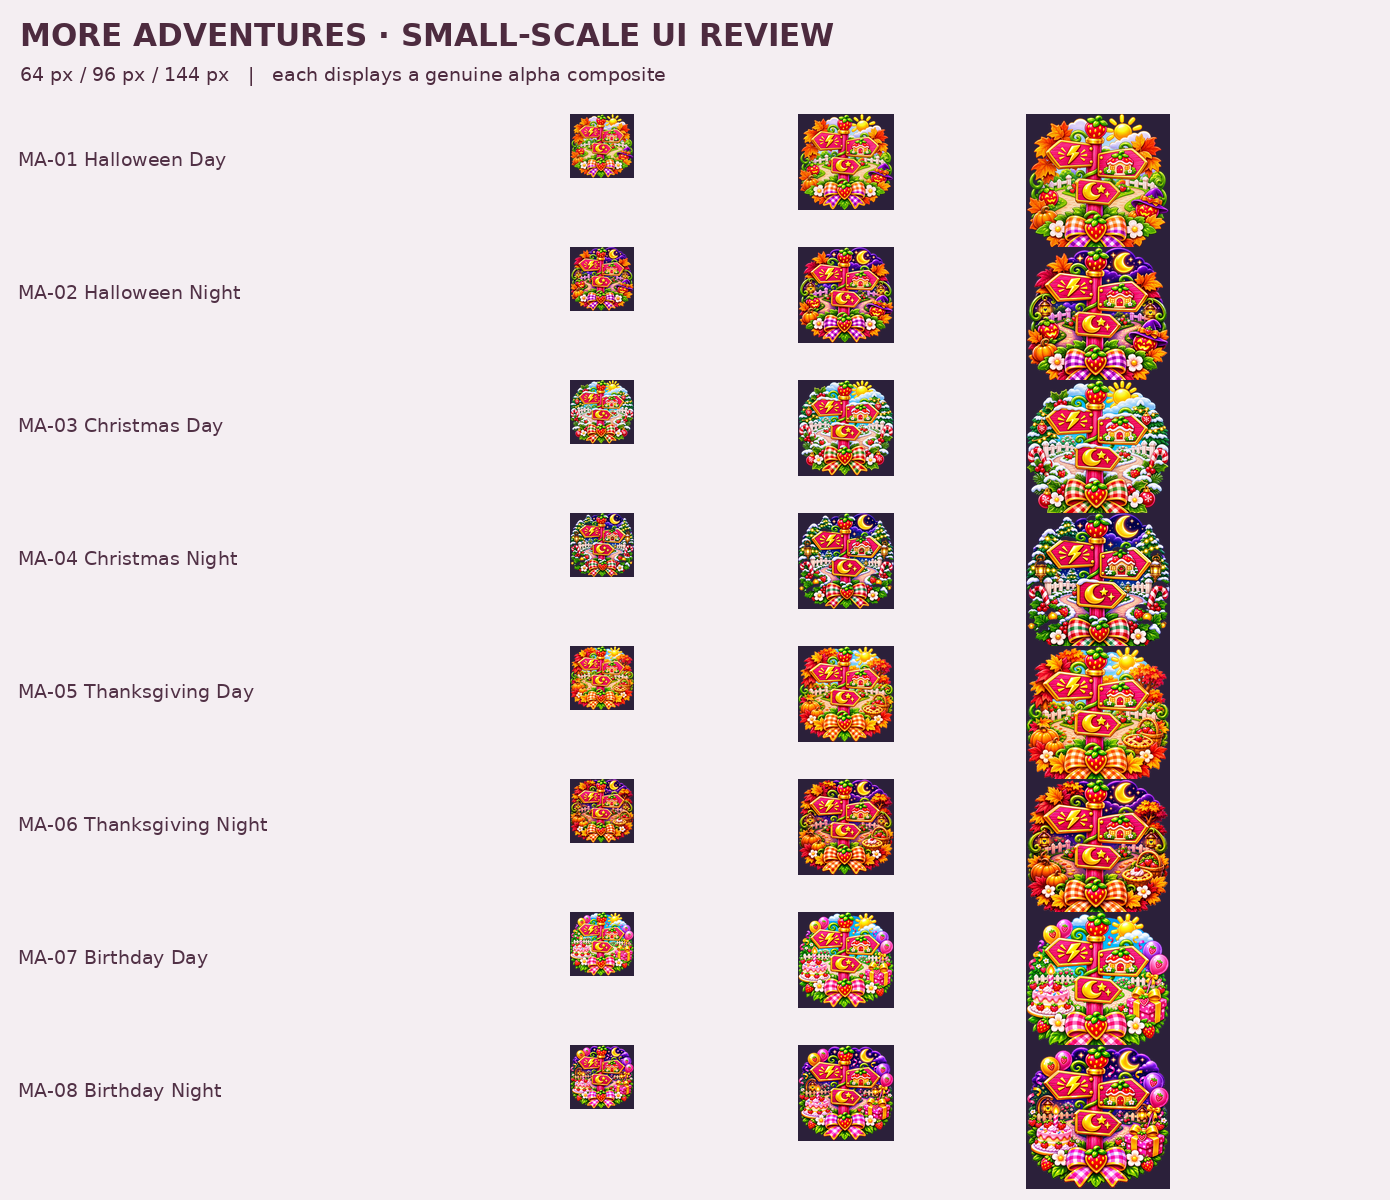 MORE ADVENTURES · SMALL-SCALE UI REVIEW
64 px / 96 px / 144 px | each displays a genuine alpha composite
MA-01 Halloween Day
MA-02 Halloween Night
MA-03 Christmas Day
MA-04 Christmas Night
MA-05 Thanksgiving Day
MA-06 Thanksgiving Night
MA-07 Birthday Day
MA-08 Birthday Night